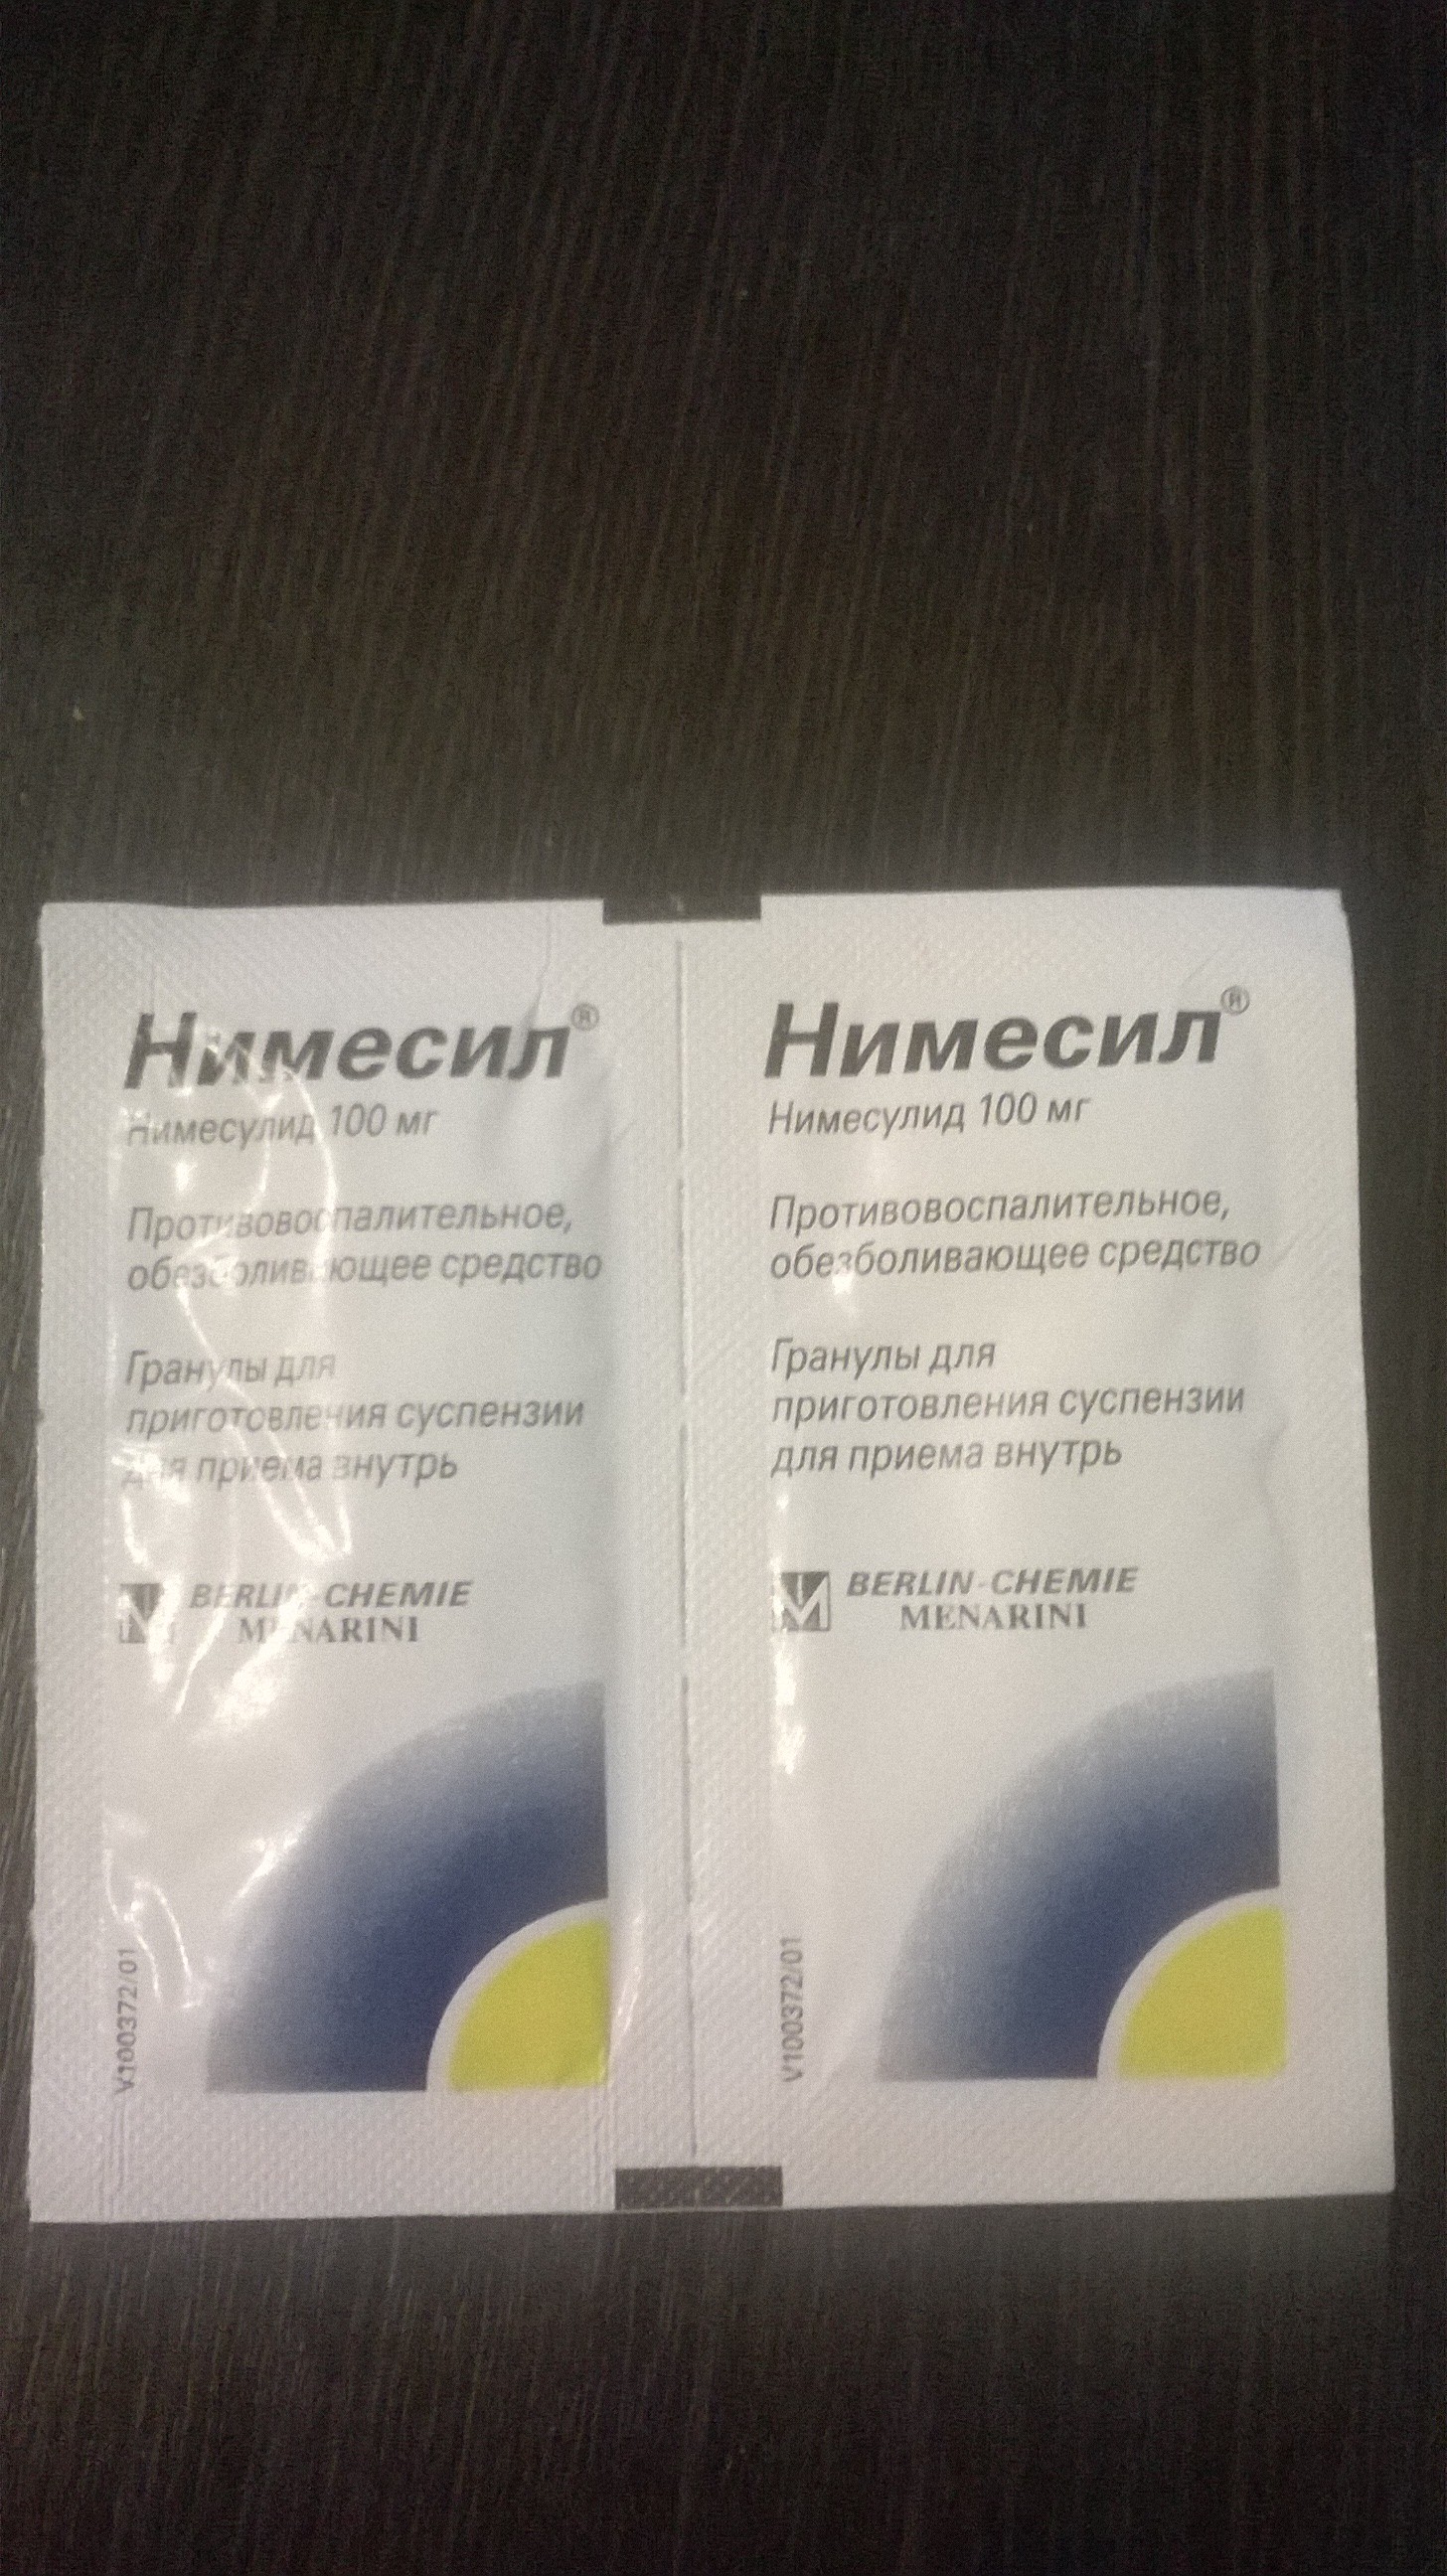 Нимесил®
Нимесулид 100 мг
Противовоспалительное,
обезболивающее средство
Гранулы для
приготовления суспензии
для приема внутрь
BERLIN-CHEMIE
MENARINI
V100372/01
Нимесил®
Нимесулид 100 мг
Противовоспалительное,
обезболивающее средство
Гранулы для
приготовления суспензии
для приема внутрь
BERLIN-CHEMIE
MENARINI
V100372/01